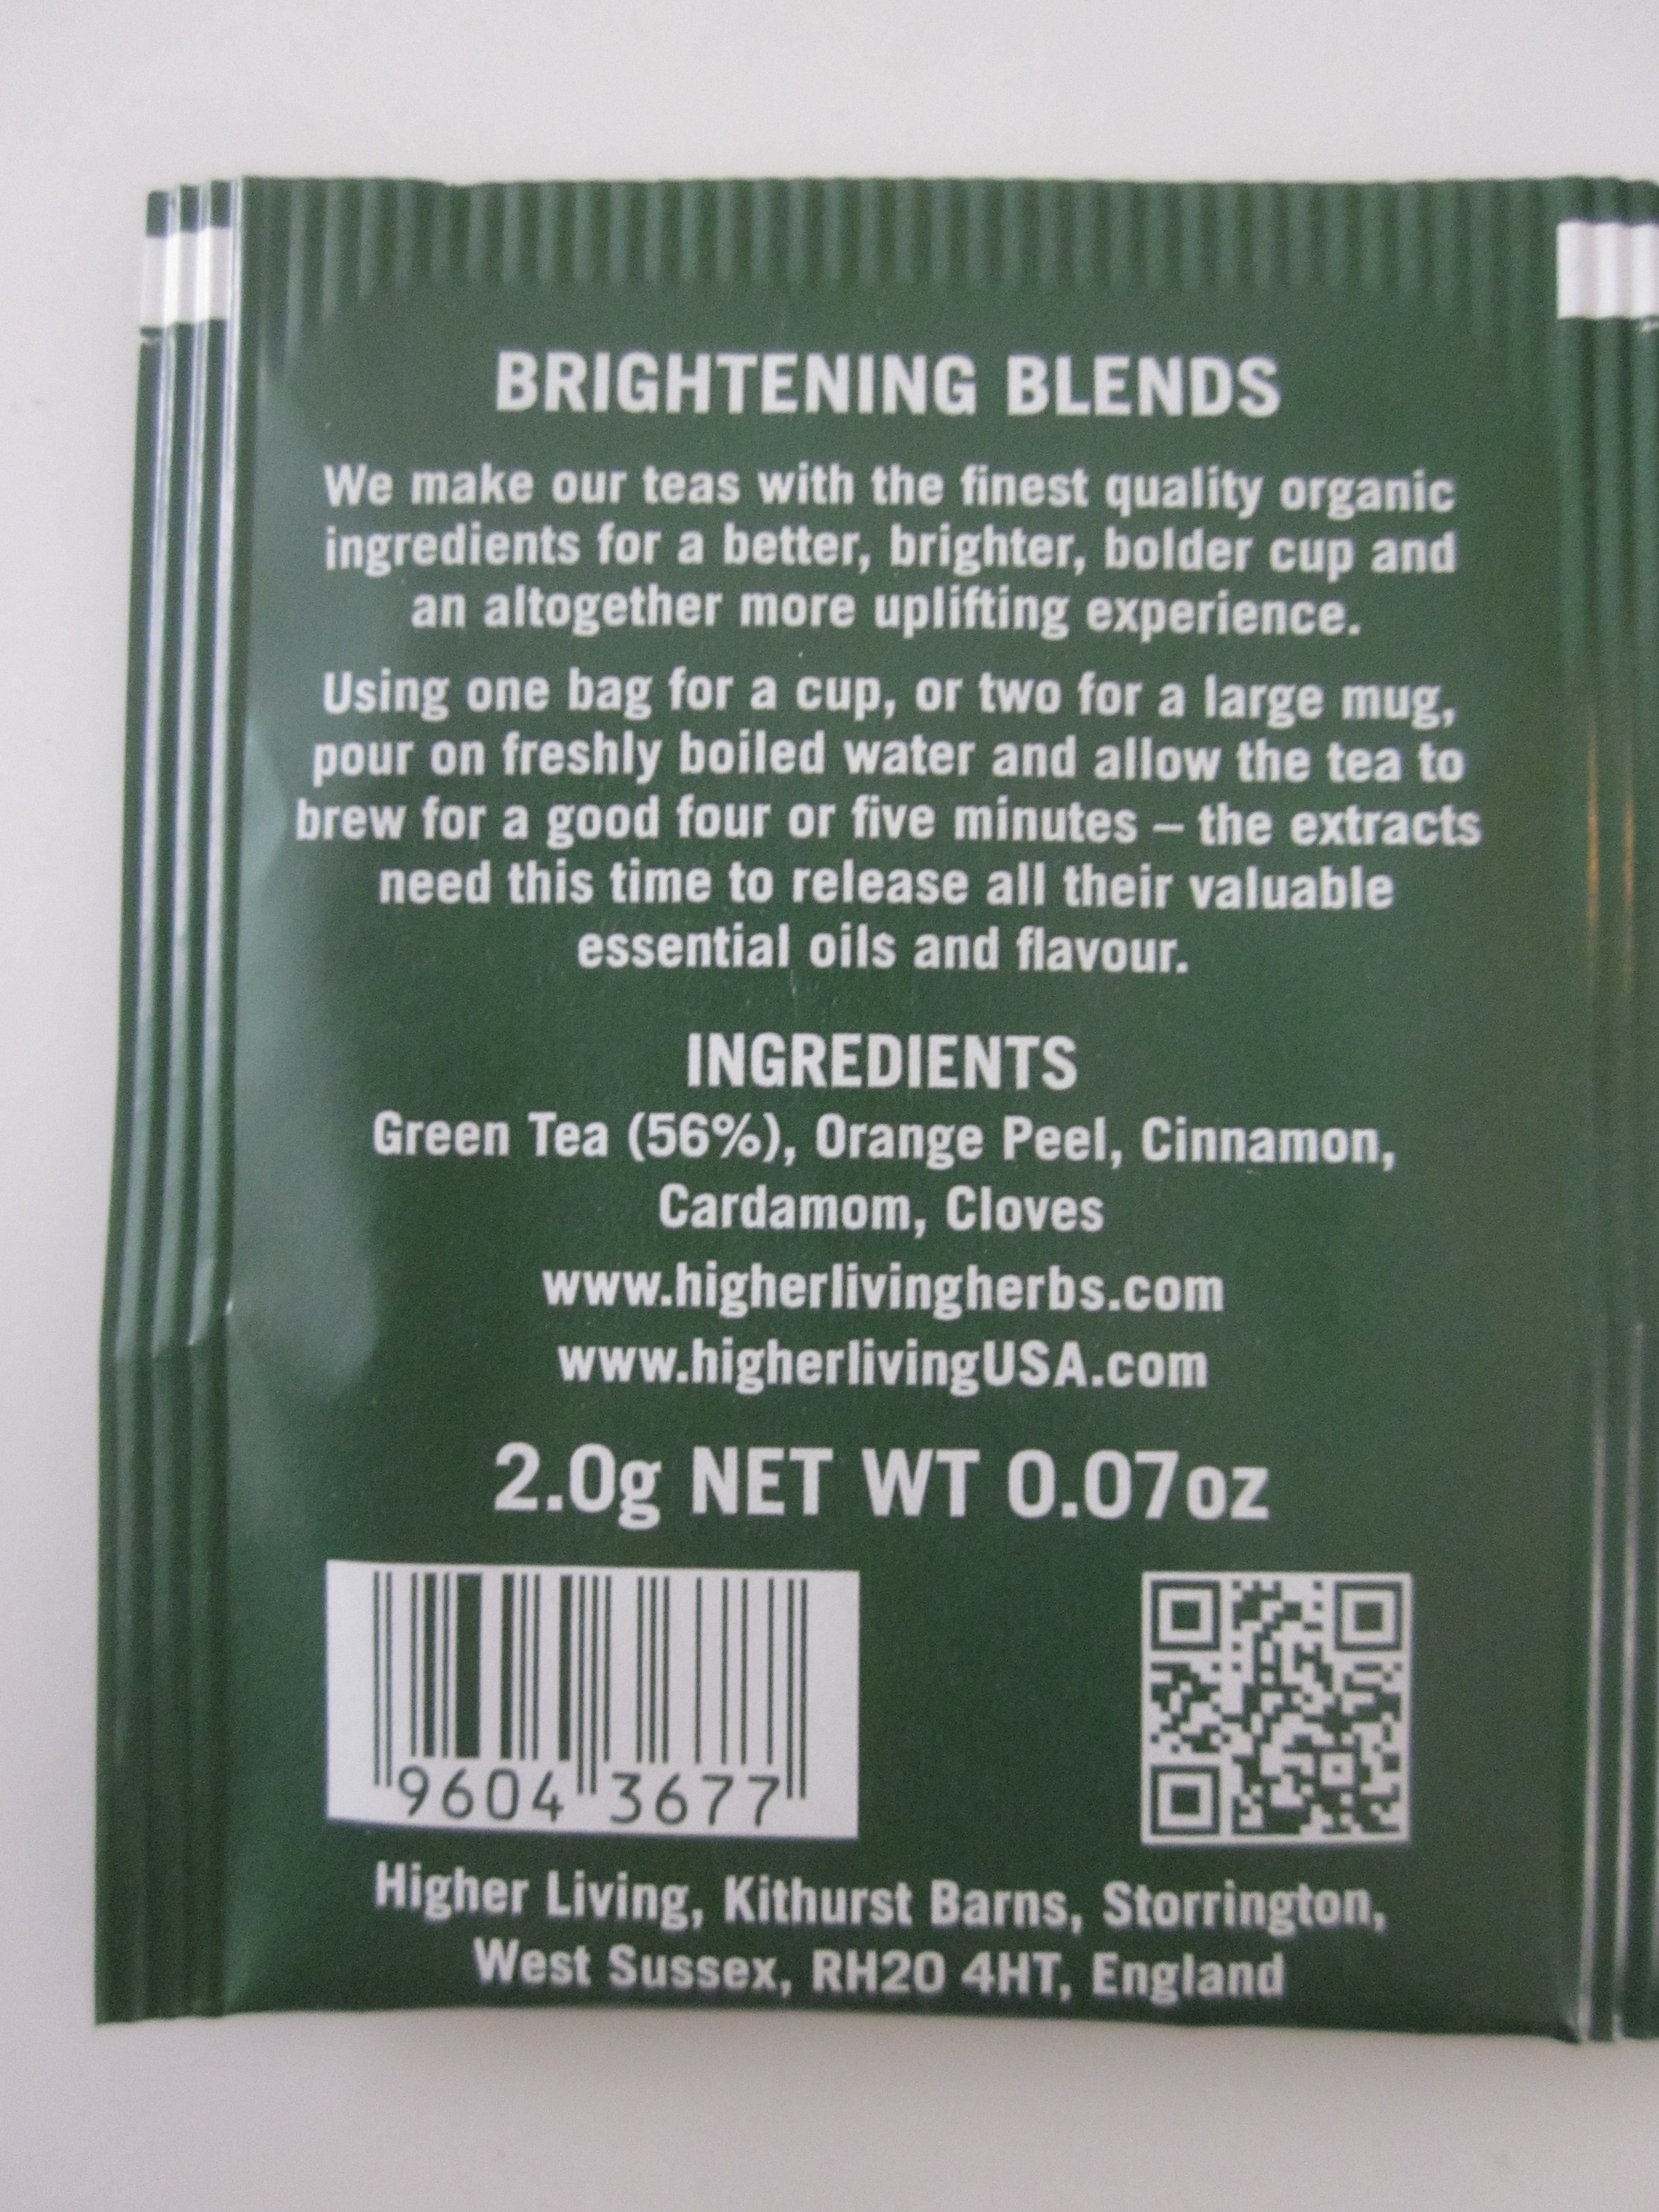 BRIGHTENING BLENDS
We make our teas with the finest quality organic
ingredients for a better, brighter, bolder cup and
an altogether more uplifting experience.
Using one bag for a cup, or two for a large mug,
pour on freshly boiled water and allow the tea to
brew for a good four or five minutes – the extracts
need this time to release all their valuable
essential oils and flavour.
INGREDIENTS
Green Tea (56%), Orange Peel, Cinnamon,
Cardamom, Cloves
www.higherlivingherbs.com
www.higherlivingUSA.com
2.0g NET WT 0.07oz
9604 3677
Higher Living, Kithurst Barns, Storrington,
West Sussex, RH20 4HT, England